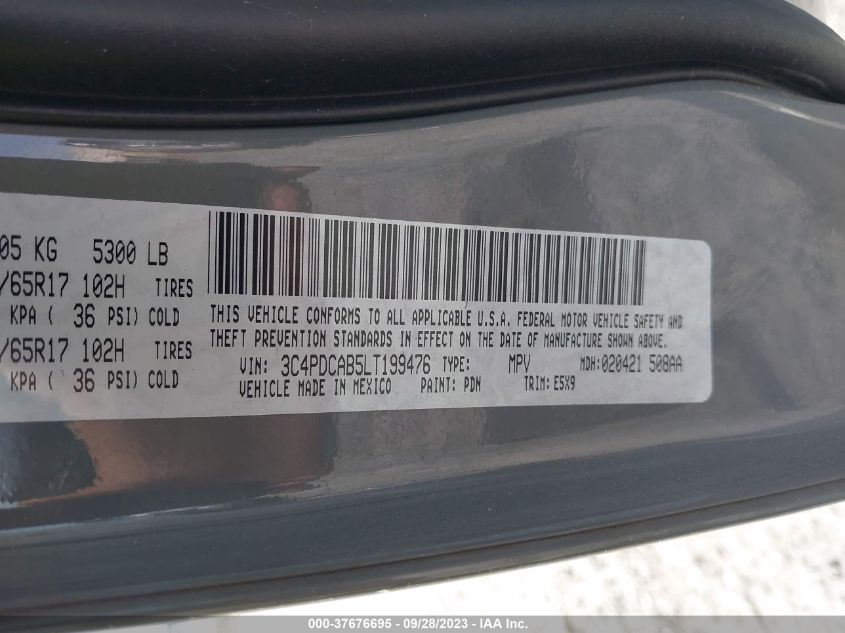 05 KG 5300 LB
/65R17 102H TIRES
KPA ( 36 PSI) COLD
/65R17 102H TIRES
KPA ( 36 PSI) COLD
THIS VEHICLE CONFORMS TO ALL APPLICABLE U.S.A. FEDERAL MOTOR VEHICLE SAFETY AND
THEFT PREVENTION STANDARDS IN EFFECT ON THE DATE OF MANUFACTURE SHOWN ABOVE.
VIN: 3C4PDCAB5LT199476 TYPE: MPV MDH:020421 508AA
VEHICLE MADE IN MEXICO PAINT: PDN TRIM: E5X9
000-37676695 - 09/28/2023 - IAA Inc.